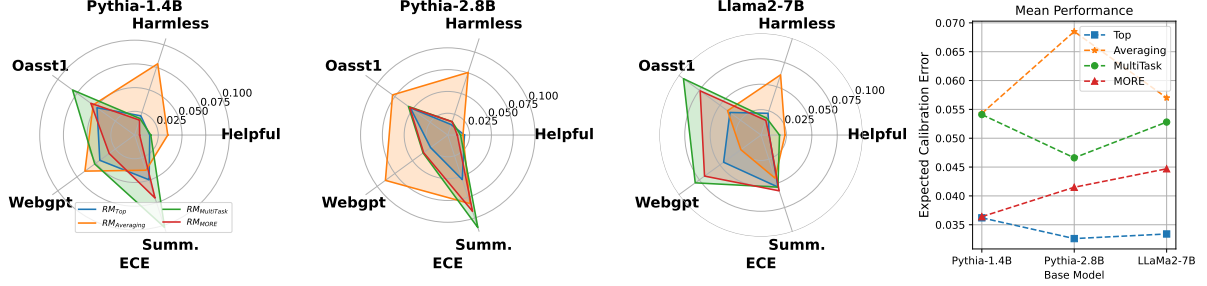 Pythia-1.4B
Harmless
Oasst1
0.100
0.075
0.050
0.025
Helpful
Webgpt
RM_Top
RM_MultiTask
RM_Averaging
RM_MORE
Summ.
ECE
Pythia-2.8B
Harmless
Oasst1
0.100
0.075
0.050
0.025
Helpful
Webgpt
Summ.
Llama2-7B
Harmless
Oasst1
0.100
0.075
0.050
0.025
Helpful
Webgpt
Summ.
ECE
Mean Performance
Expected Calibration Error
0.070
0.065
0.060
0.055
0.050
0.045
0.040
0.035
Top
Averaging
MultiTask
MORE
Pythia-1.4B
Pythia-2.8B
LLaMa2-7B
Base Model